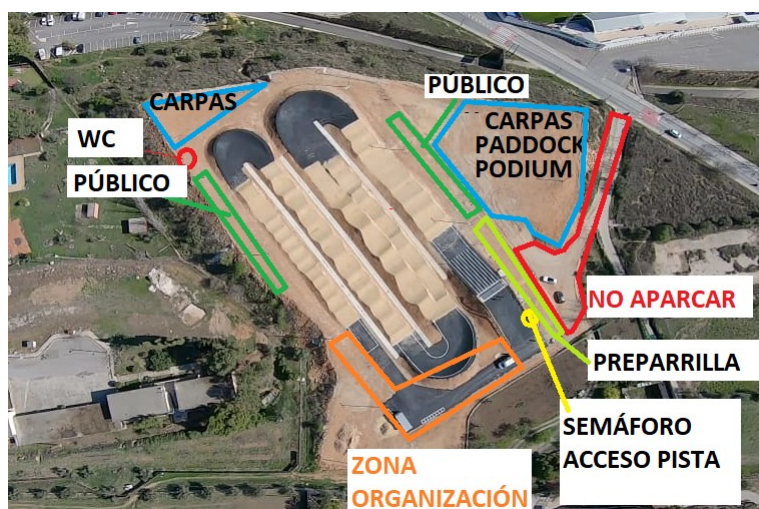 CARPAS
PÚBLICO
CARPAS
PADDOCK
PODIUM
WC
PÚBLICO
NO APARCAR
PREPARRILLA
SEMÁFORO
ACCESO PISTA
ZONA
ORGANIZACIÓN